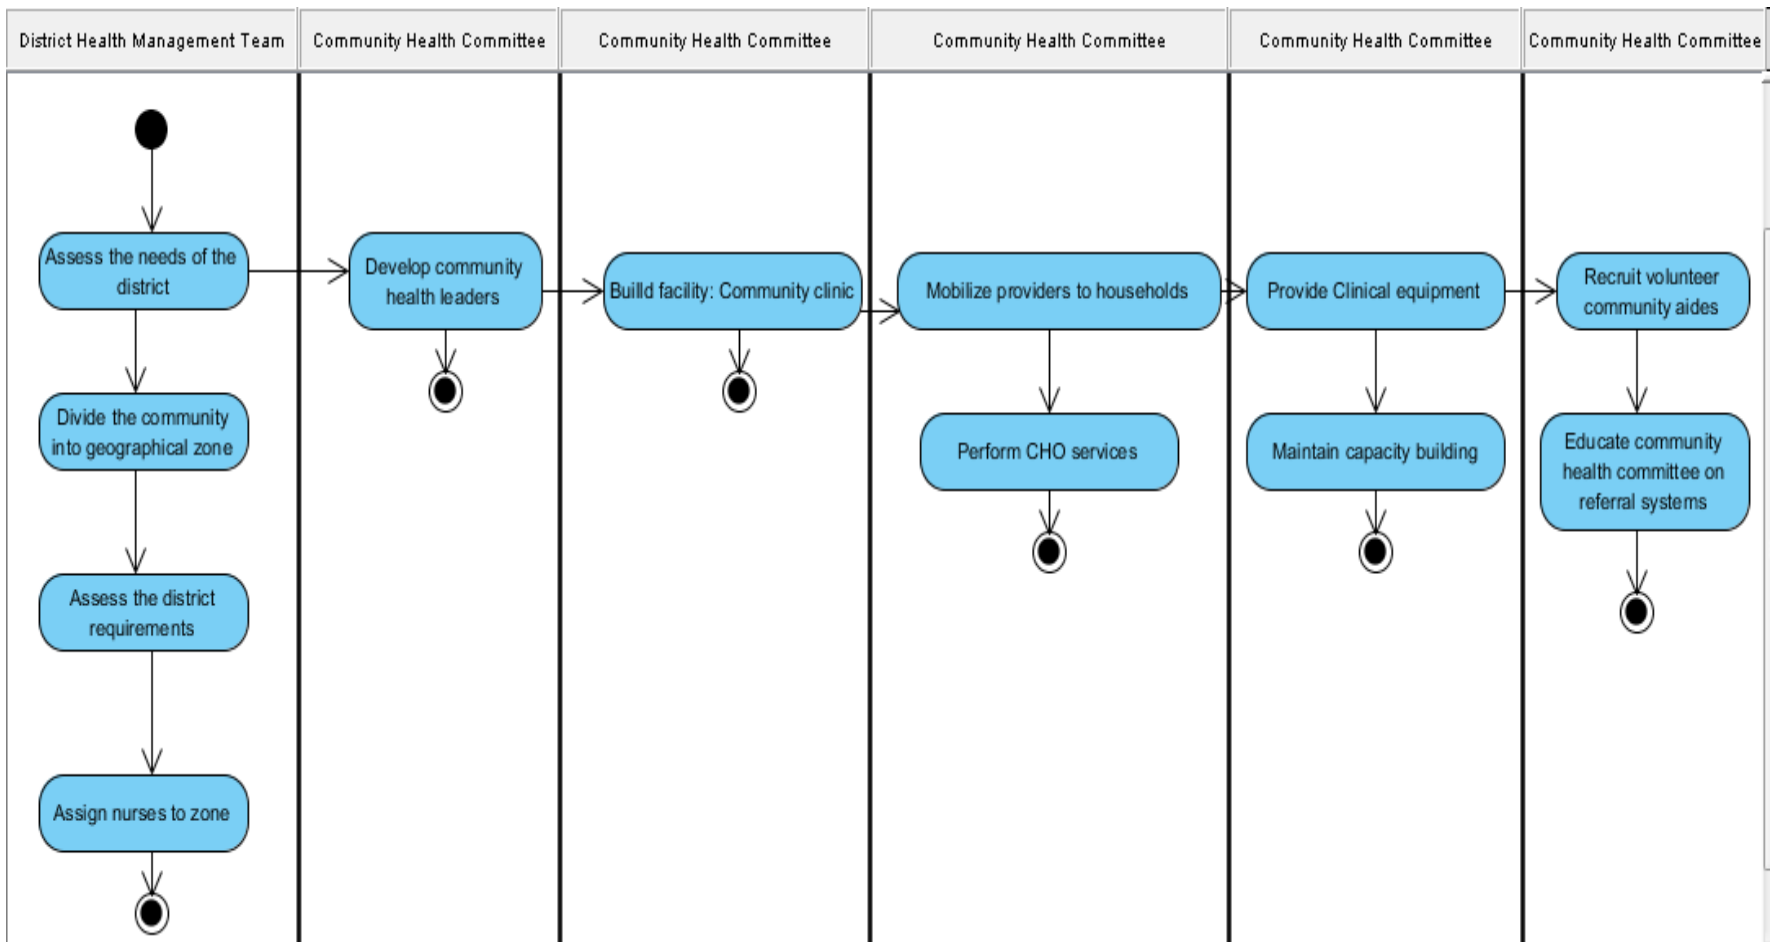 District Health Management Team
Community Health Committee
Community Health Committee
Community Health Committee
Community Health Committee
Community Health Committee
Assess the needs of the
district
Divide the community
into geographical zone
Assess the district
requirements
Assign nurses to zone
Develop community
health leaders
Builld facility: Community clinic
Mobilize providers to households
Perform CHO services
Provide Clinical equipment
Maintain capacity building
Recruit volunteer
community aides
Educate community
health committee on
referral systems